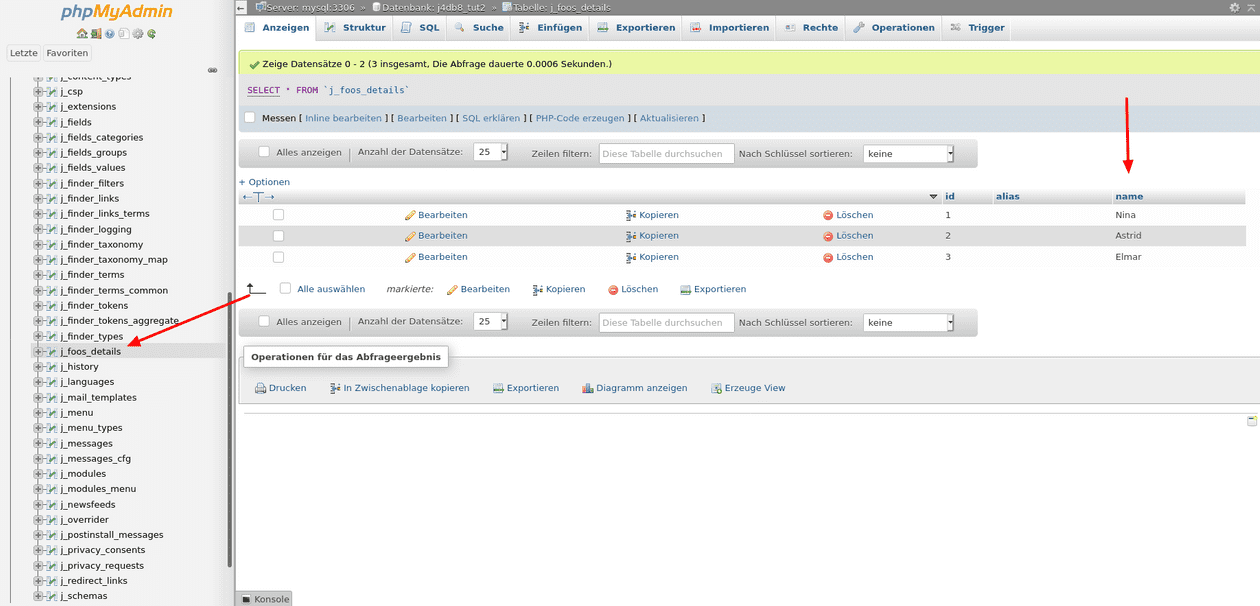 phpMyAdmin
Letzte Favoriten
j_content_types
j_csp
j_extensions
j_fields
j_fields_categories
j_fields_groups
j_fields_values
j_finder_filters
j_finder_links
j_finder_links_terms
j_finder_logging
j_finder_taxonomy
j_finder_taxonomy_map
j_finder_terms
j_finder_terms_common
j_finder_tokens
j_finder_tokens_aggregate
j_finder_types
j_foos_details
j_history
j_languages
j_mail_templates
j_menu
j_menu_types
j_messages
j_messages_cfg
j_modules
j_modules_menu
j_newsfeeds
j_overrider
j_postinstall_messages
j_privacy_consents
j_privacy_requests
j_redirect_links
j_schemas
Server: mysql:3306 » Datenbank: j4db8_tut2 » Tabelle: j_foos_details
Anzeigen Struktur SQL Suche Einfügen Exportieren Importieren Rechte Operationen Trigger
Zeige Datensätze 0 - 2 (3 insgesamt, Die Abfrage dauerte 0.0006 Sekunden.)
SELECT * FROM `j_foos_details`
Messen [ Inline bearbeiten ] [ Bearbeiten ] [ SQL erklären ] [ PHP-Code erzeugen ] [ Aktualisieren ]
Alles anzeigen | Anzahl der Datensätze: 25 Zeilen filtern: Diese Tabelle durchsuchen Nach Schlüssel sortieren: keine
+ Optionen
←T→ id alias name
Bearbeiten Kopieren Löschen 1 Nina
Bearbeiten Kopieren Löschen 2 Astrid
Bearbeiten Kopieren Löschen 3 Elmar
Alle auswählen markierte: Bearbeiten Kopieren Löschen Exportieren
Alles anzeigen | Anzahl der Datensätze: 25 Zeilen filtern: Diese Tabelle durchsuchen Nach Schlüssel sortieren: keine
Operationen für das Abfrageergebnis
Drucken In Zwischenablage kopieren Exportieren Diagramm anzeigen Erzeuge View
Konsole